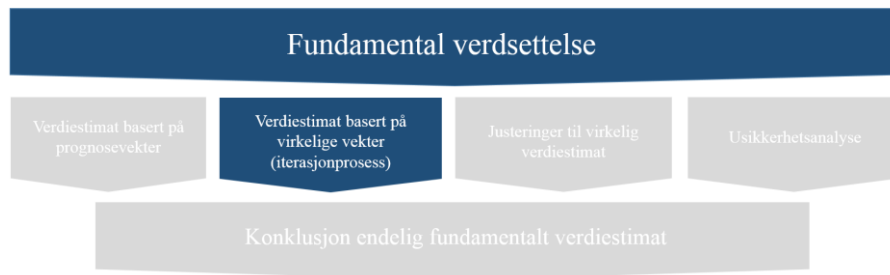 Fundamental verdsettelse
Verdiestimat basert på
prognosevekter
Verdiestimat basert på
virkelige vekter
(iterasjonprosess)
Justeringer til virkelig
verdiestimat
Usikkerhetsanalyse
Konklusjon endelig fundamentalt verdiestimat